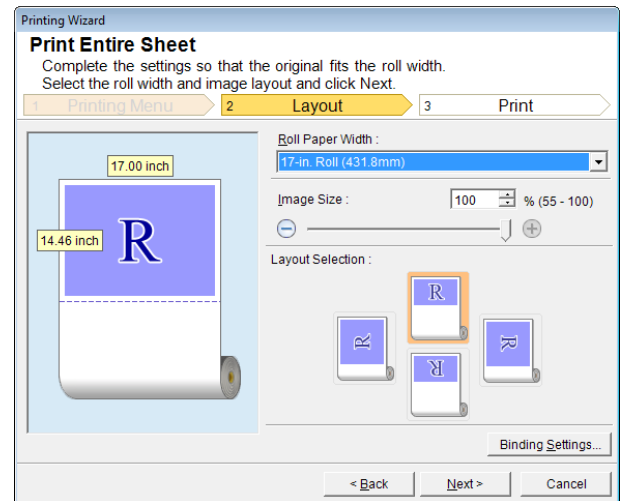 Printing Wizard
Print Entire Sheet
Complete the settings so that the original fits the roll width.
Select the roll width and image layout and click Next.
1 Printing Menu 2 Layout 3 Print
17.00 inch
14.46 inch
R
Roll Paper Width :
17-in. Roll (431.8mm)
Image Size :
100 % (55 - 100)
Layout Selection :
R
R
R
R
Binding Settings...
< Back Next > Cancel